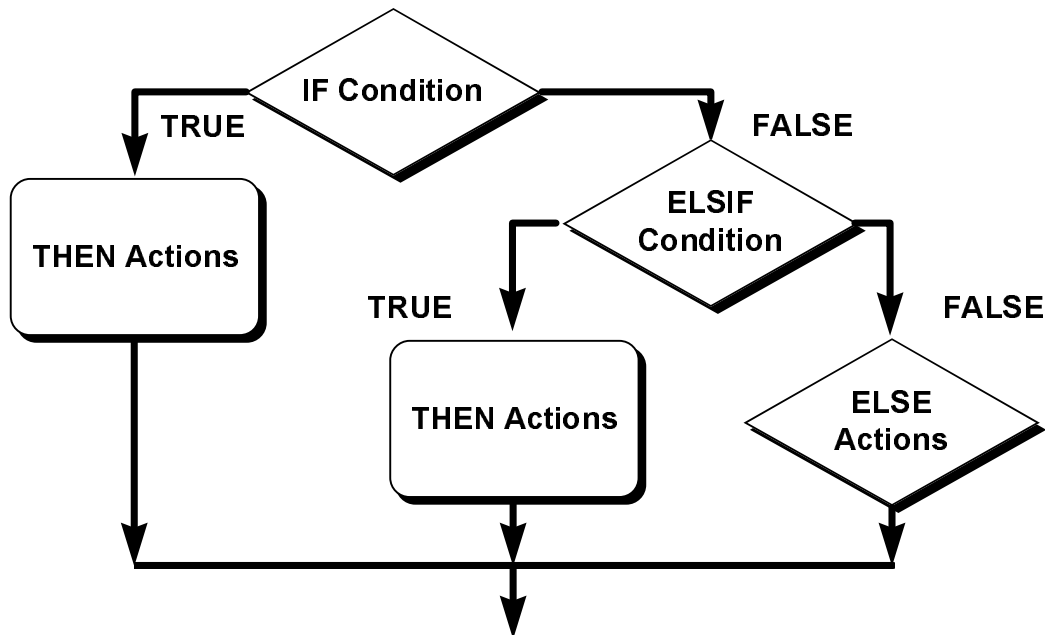 IF Condition
TRUE
FALSE
THEN Actions
ELSIF
Condition
TRUE
FALSE
THEN Actions
ELSE
Actions